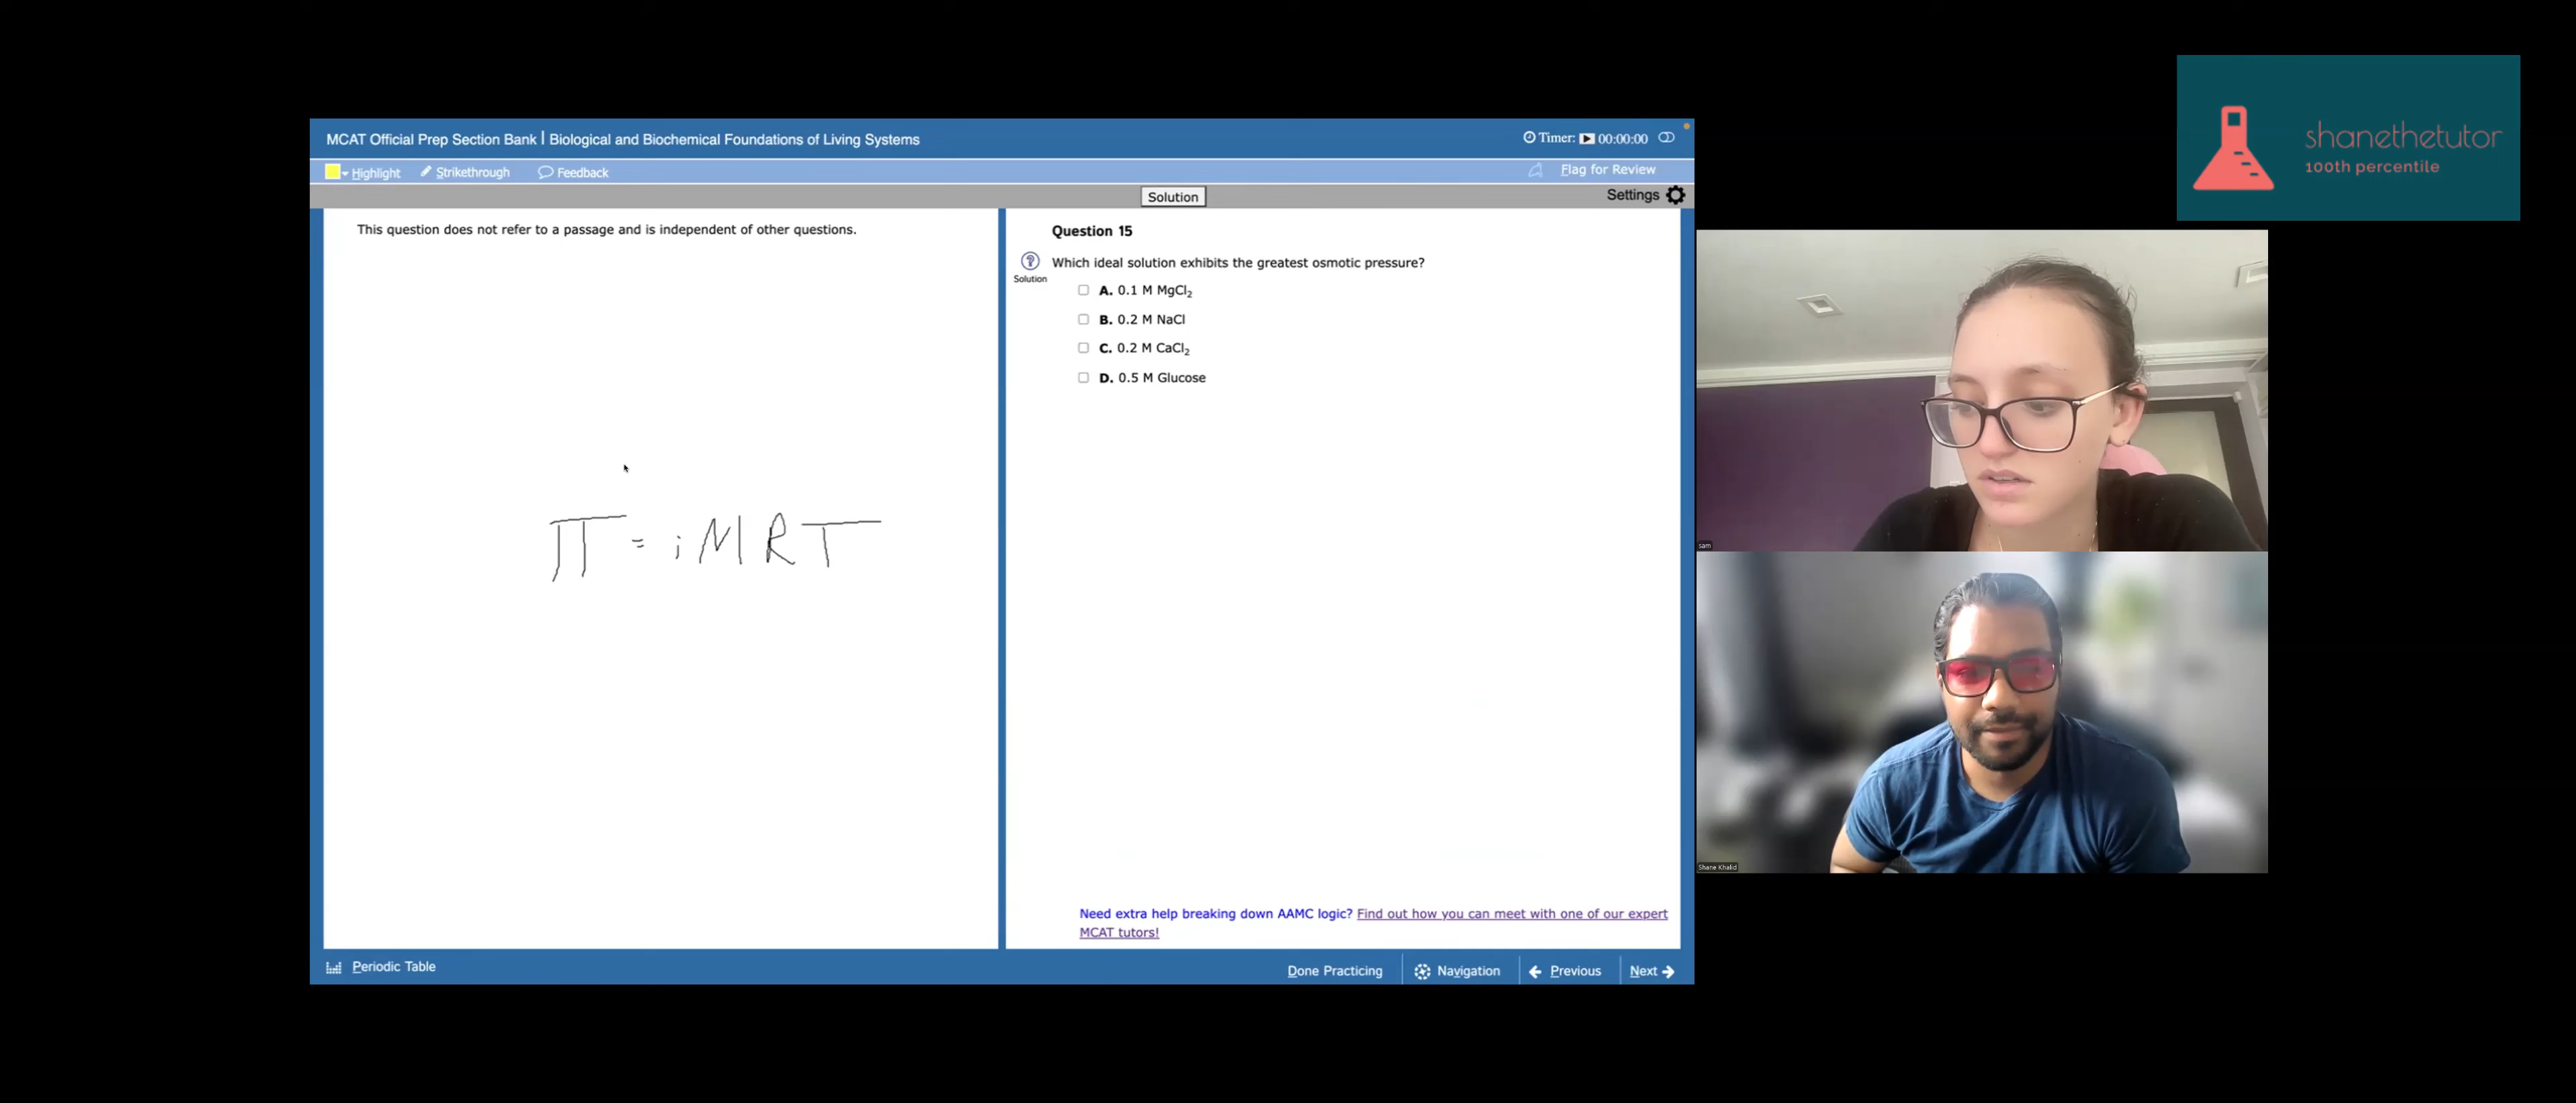 MCAT Official Prep Section Bank | Biological and Biochemical Foundations of Living Systems
Timer: 00:00:00
Highlight Strikethrough Feedback
Flag for Review
Solution
Settings
This question does not refer to a passage and is independent of other questions.
Π = i M R T
Question 15
Solution
Which ideal solution exhibits the greatest osmotic pressure?
A. 0.1 M MgCl₂
B. 0.2 M NaCl
C. 0.2 M CaCl₂
D. 0.5 M Glucose
Need extra help breaking down AAMC logic? Find out how you can meet with one of our expert
MCAT tutors!
Periodic Table
Done Practicing Navigation Previous Next
shanethetutor
100th percentile
sam
Shane Khalid